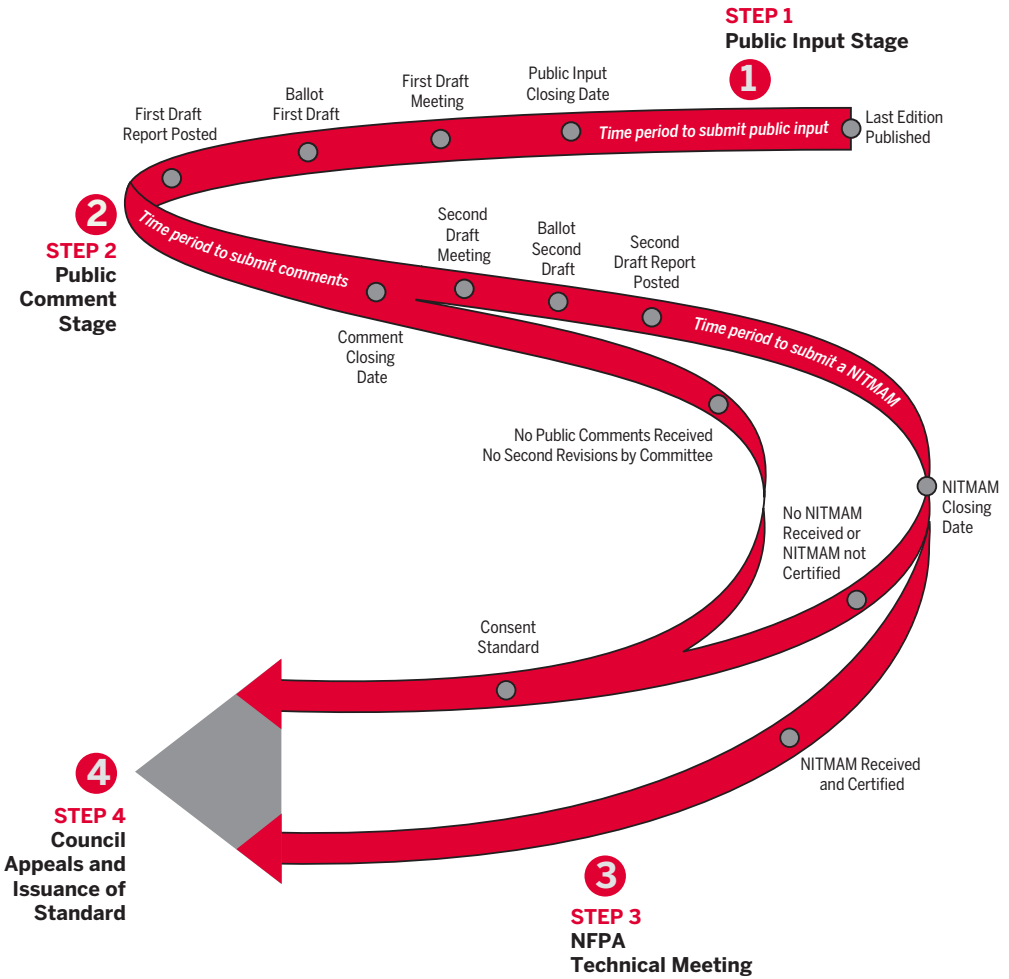 STEP 1
Public Input Stage
1
Last Edition
Published
Time period to submit public input
Public Input
Closing Date
First Draft
Meeting
Ballot
First Draft
First Draft
Report Posted
2
STEP 2
Public
Comment
Stage
Time period to submit comments
Comment
Closing
Date
Second
Draft
Meeting
Ballot
Second
Draft
Second
Draft Report
Posted
Time period to submit a NITMAM
No Public Comments Received
No Second Revisions by Committee
NITMAM
Closing
Date
No NITMAM
Received or
NITMAM not
Certified
Consent
Standard
NITMAM Received
and Certified
3
STEP 3
NFPA
Technical Meeting
4
STEP 4
Council
Appeals and
Issuance of
Standard